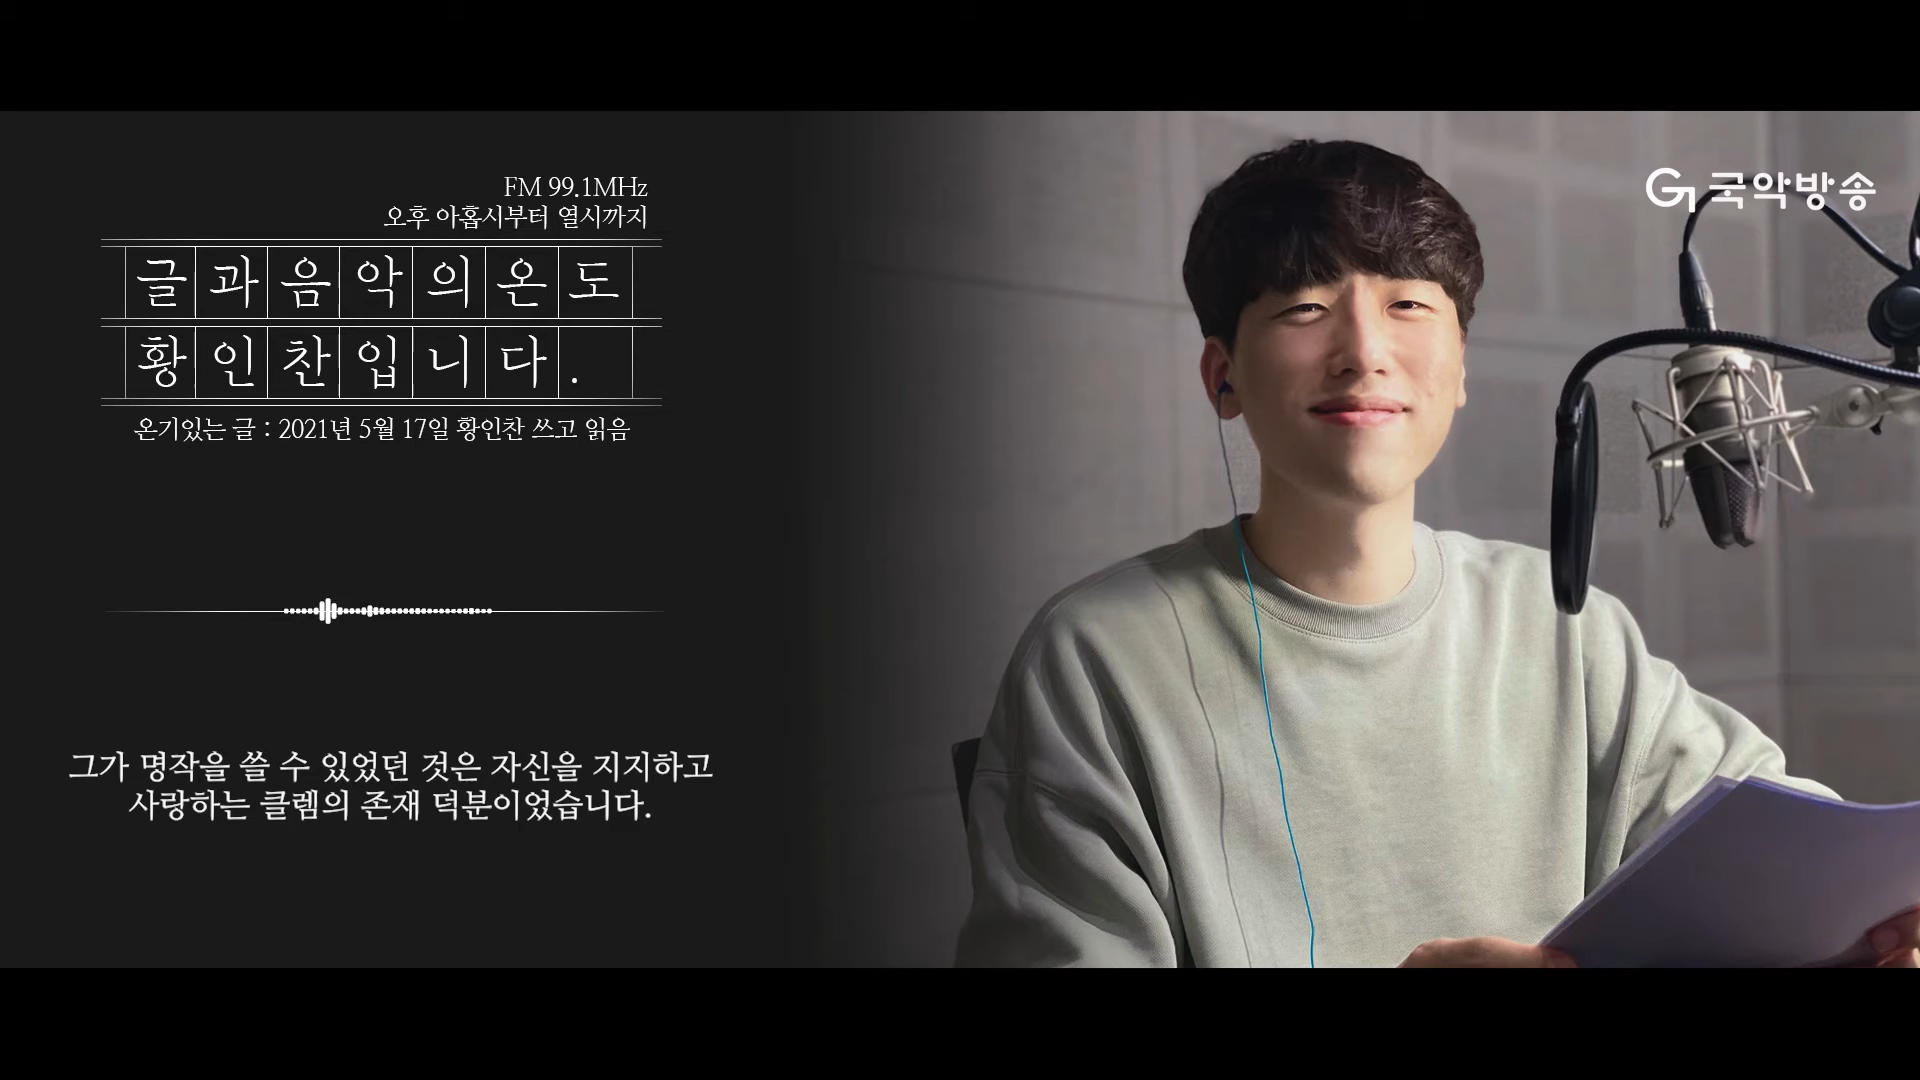 FM 99.1MHz
오후 아홉시부터 열시까지
글과음악의온도
황인찬입니다.
온기있는 글 : 2021년 5월 17일 황인찬 쓰고 읽음
그가 명작을 쓸 수 있었던 것은 자신을 지지하고
사랑하는 클렘의 존재 덕분이었습니다.
국악방송